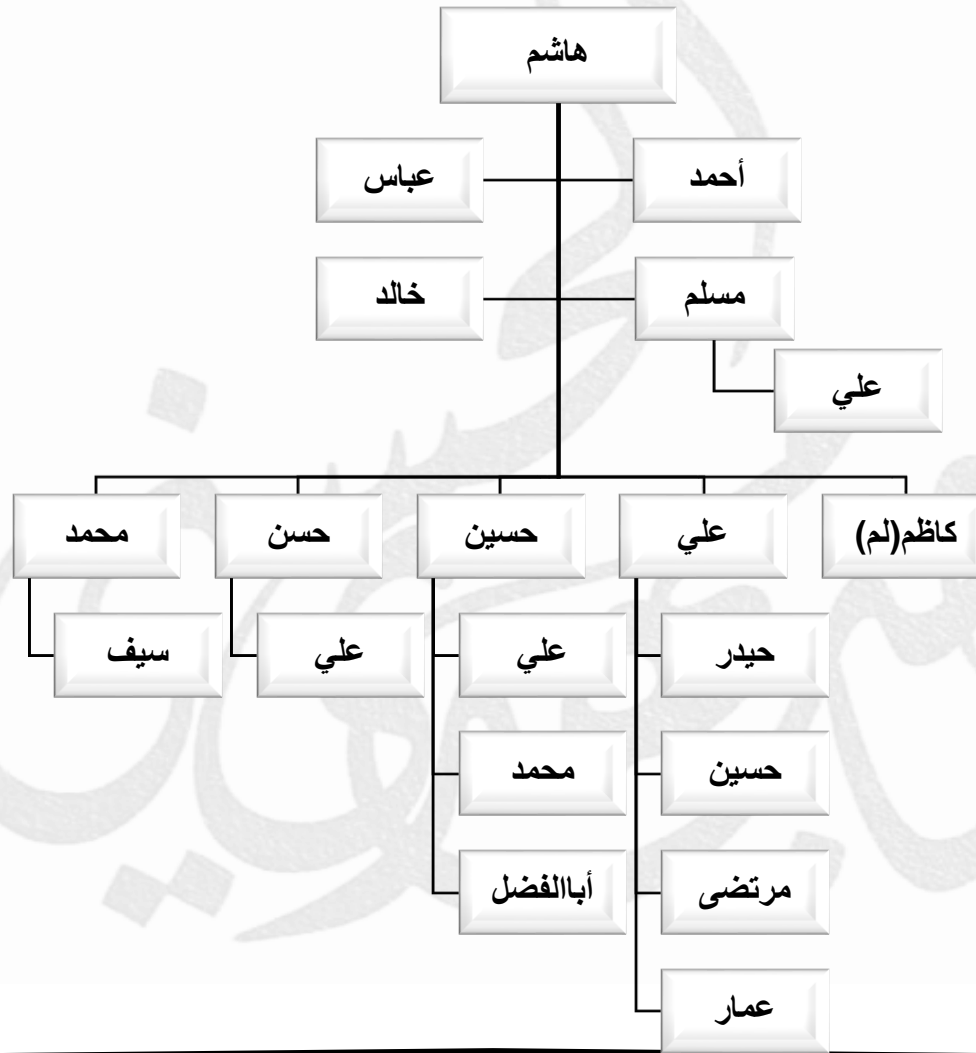 هاشم
أحمد
عباس
مسلم
خالد
علي
كاظم(لم)
علي
حسين
حسن
محمد
حيدر
علي
علي
سيف
حسين
محمد
مرتضى
أباالفضل
عمار